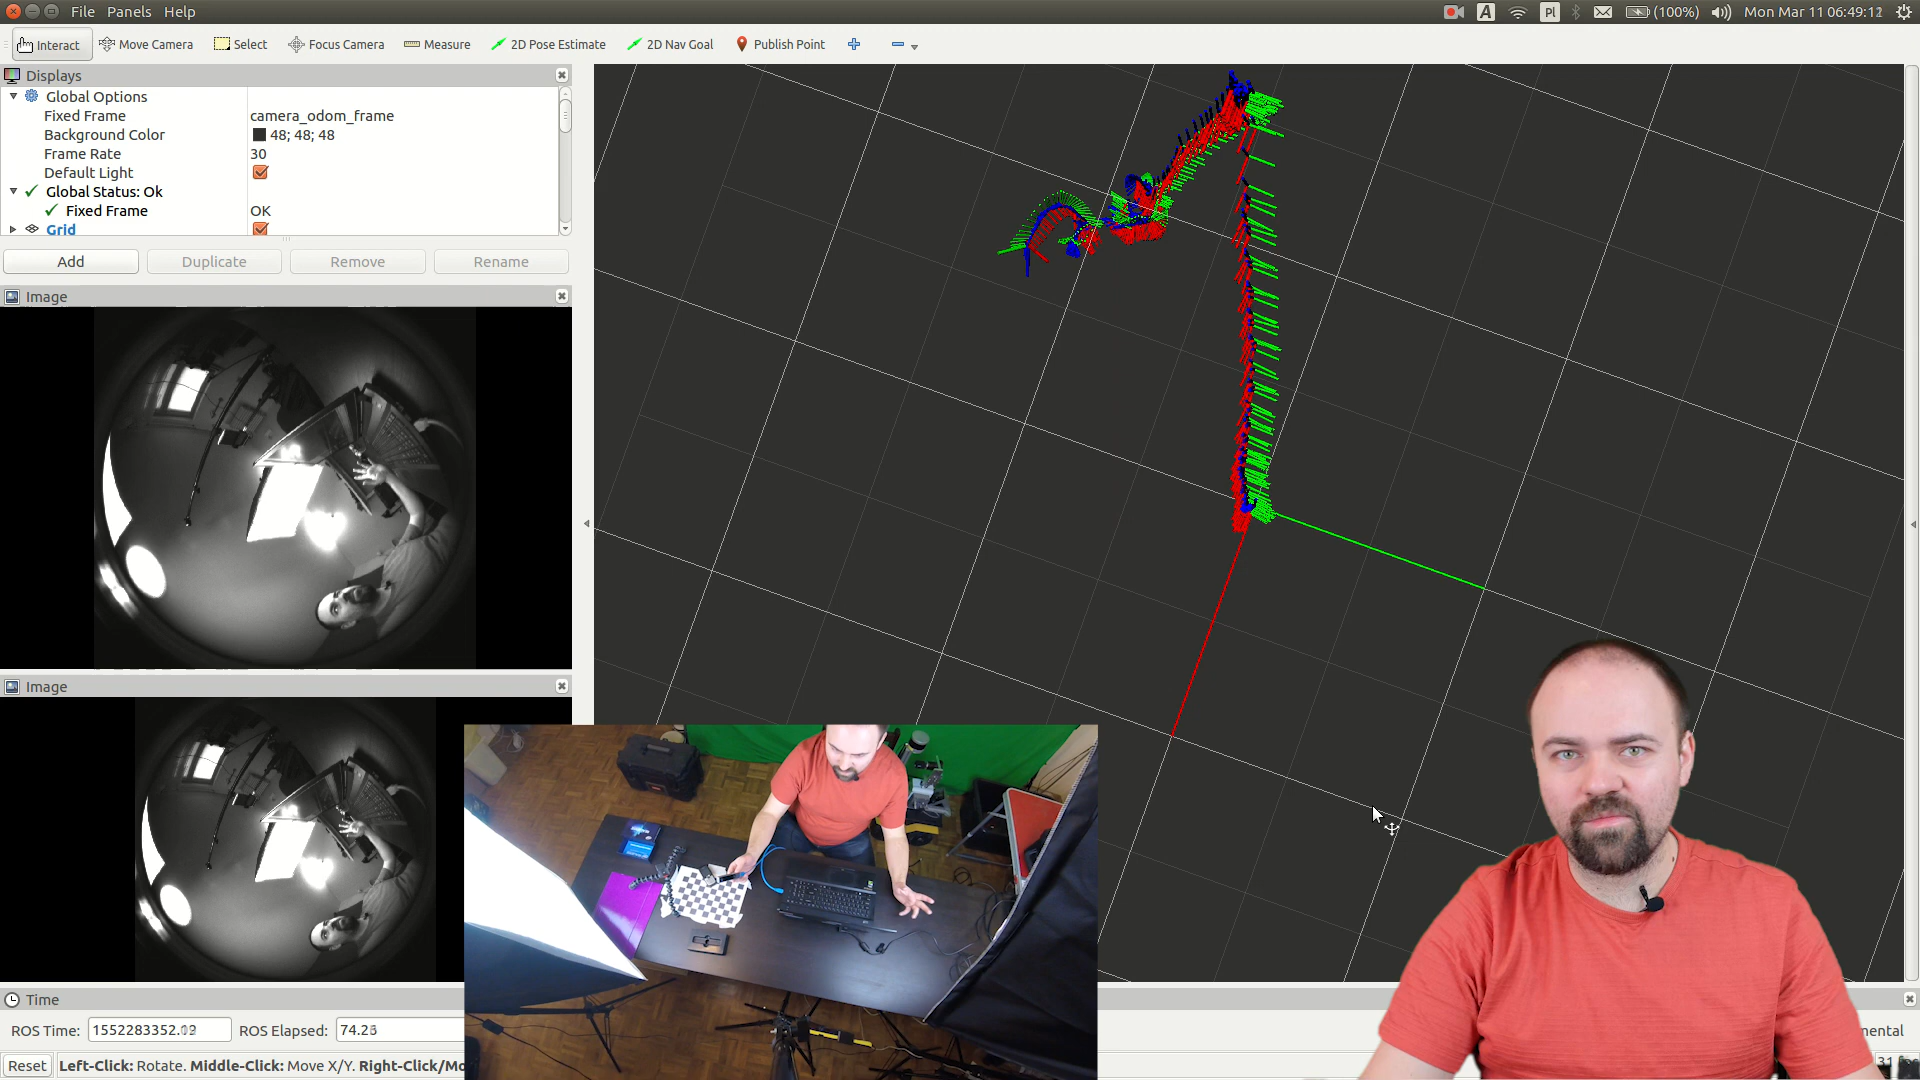 File Panels Help
A Pl (100%) Mon Mar 11 06:49:12
Interact Move Camera Select Focus Camera Measure 2D Pose Estimate 2D Nav Goal Publish Point
Displays
Global Options
Fixed Frame camera_odom_frame
Background Color 48; 48; 48
Frame Rate 30
Default Light
Global Status: Ok
Fixed Frame OK
Grid
Add Duplicate Remove Rename
Image
Image
Time
ROS Time: ROS Elapsed:
Reset Left-Click: Rotate. Middle-Click: Move X/Y. Right-Click/Mo